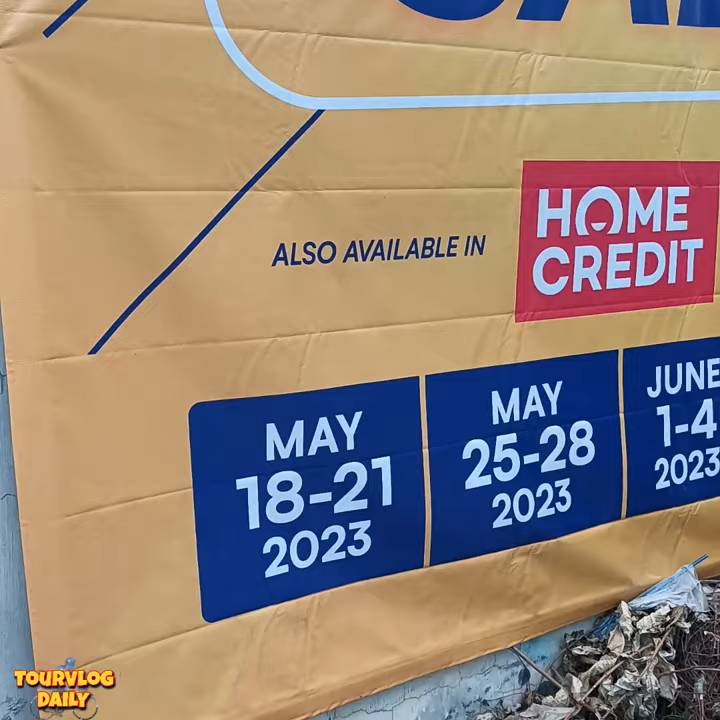 ALSO AVAILABLE IN
HOME
CREDIT
MAY
18-21
2023
MAY
25-28
2023
JUNE
1-4
2023
TOURVLOG
DAILY